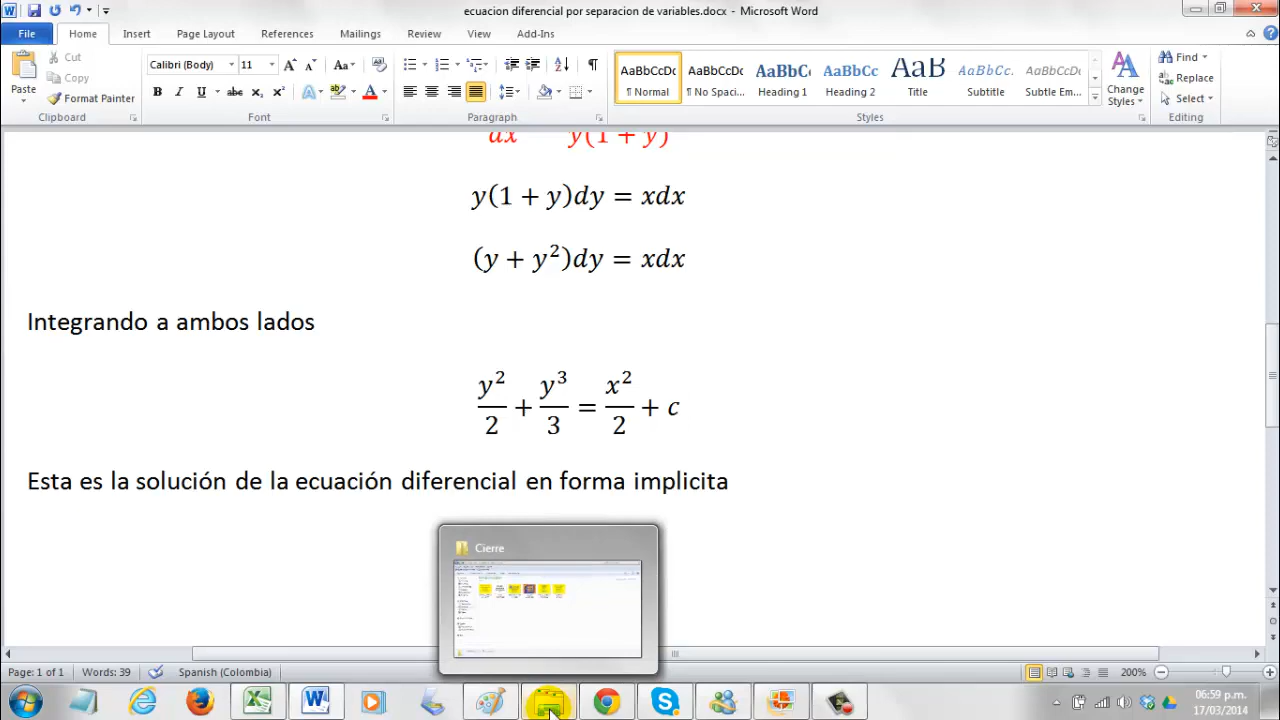 ecuacion diferencial por separacion de variables.docx - Microsoft Word
File Home Insert Page Layout References Mailings Review View Add-Ins
Paste
Cut
Copy
Format Painter
Clipboard
Calibri (Body) 11
Font
Paragraph
AaBbCcDc AaBbCcDc AaBbC AaBbCc AaB AaBbCc. AaBbCcDc
¶ Normal ¶ No Spaci... Heading 1 Heading 2 Title Subtitle Subtle Em...
Styles
Change Styles
Find
Replace
Select
Editing
dx y(1 + y)
y(1 + y)dy = xdx
(y + y²)dy = xdx
Integrando a ambos lados
y²/2 + y³/3 = x²/2 + c
Esta es la solución de la ecuación diferencial en forma implicita
Cierre
Page: 1 of 1 Words: 39 Spanish (Colombia) 200%
06:59 p.m.
17/03/2014